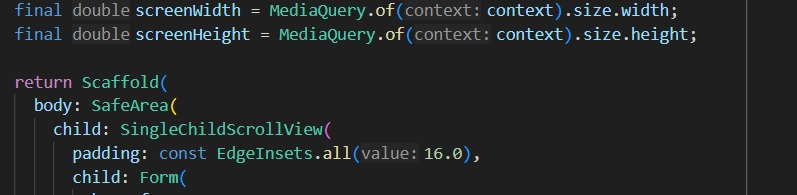 final double screenWidth = MediaQuery.of(context: context).size.width;
final double screenHeight = MediaQuery.of(context: context).size.height;
return Scaffold(
body: SafeArea(
child: SingleChildScrollView(
padding: const EdgeInsets.all(value: 16.0),
child: Form(